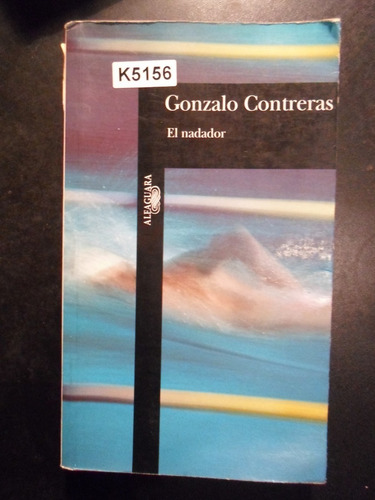 K5156
Gonzalo Contreras
El nadador
ALFAGUARA